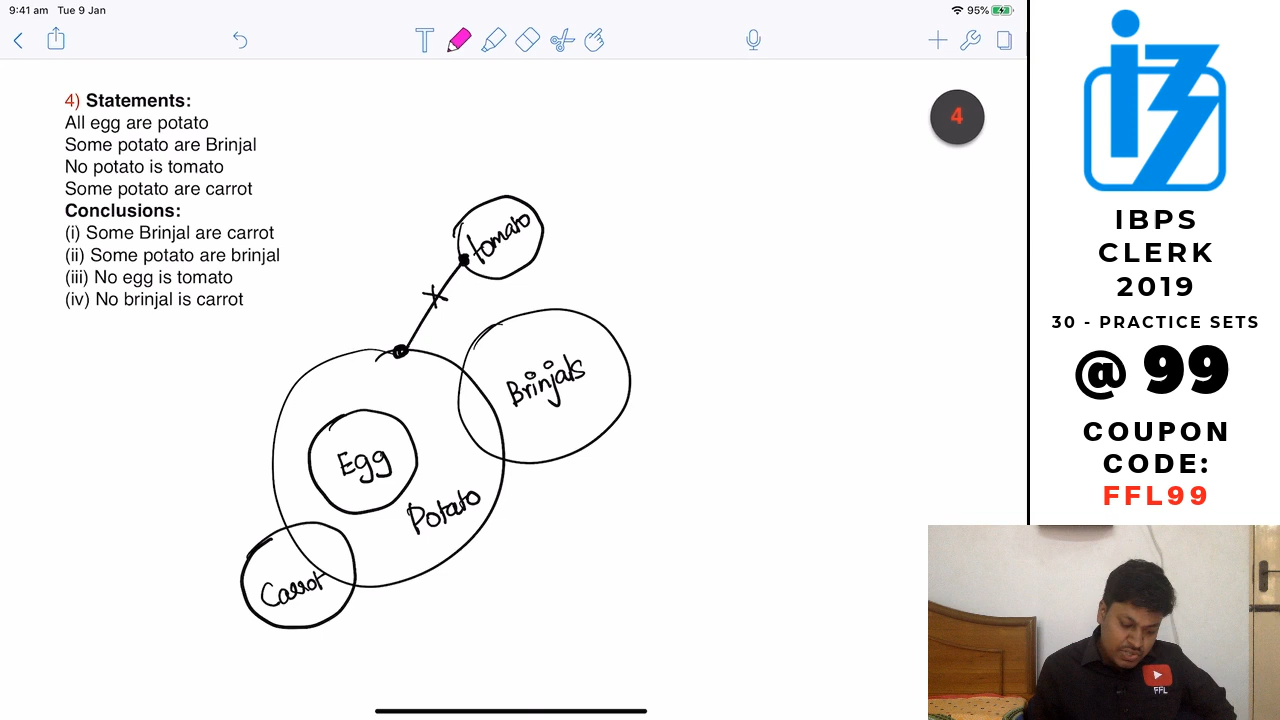 9:41 am Tue 9 Jan
95%
T
4) Statements:
All egg are potato
Some potato are Brinjal
No potato is tomato
Some potato are carrot
Conclusions:
(i) Some Brinjal are carrot
(ii) Some potato are brinjal
(iii) No egg is tomato
(iv) No brinjal is carrot
4
tomato
Brinjals
Egg
Potato
Carrot
IBPS
CLERK
2019
30 - PRACTICE SETS
@ 99
COUPON
CODE:
FFL99
FFL